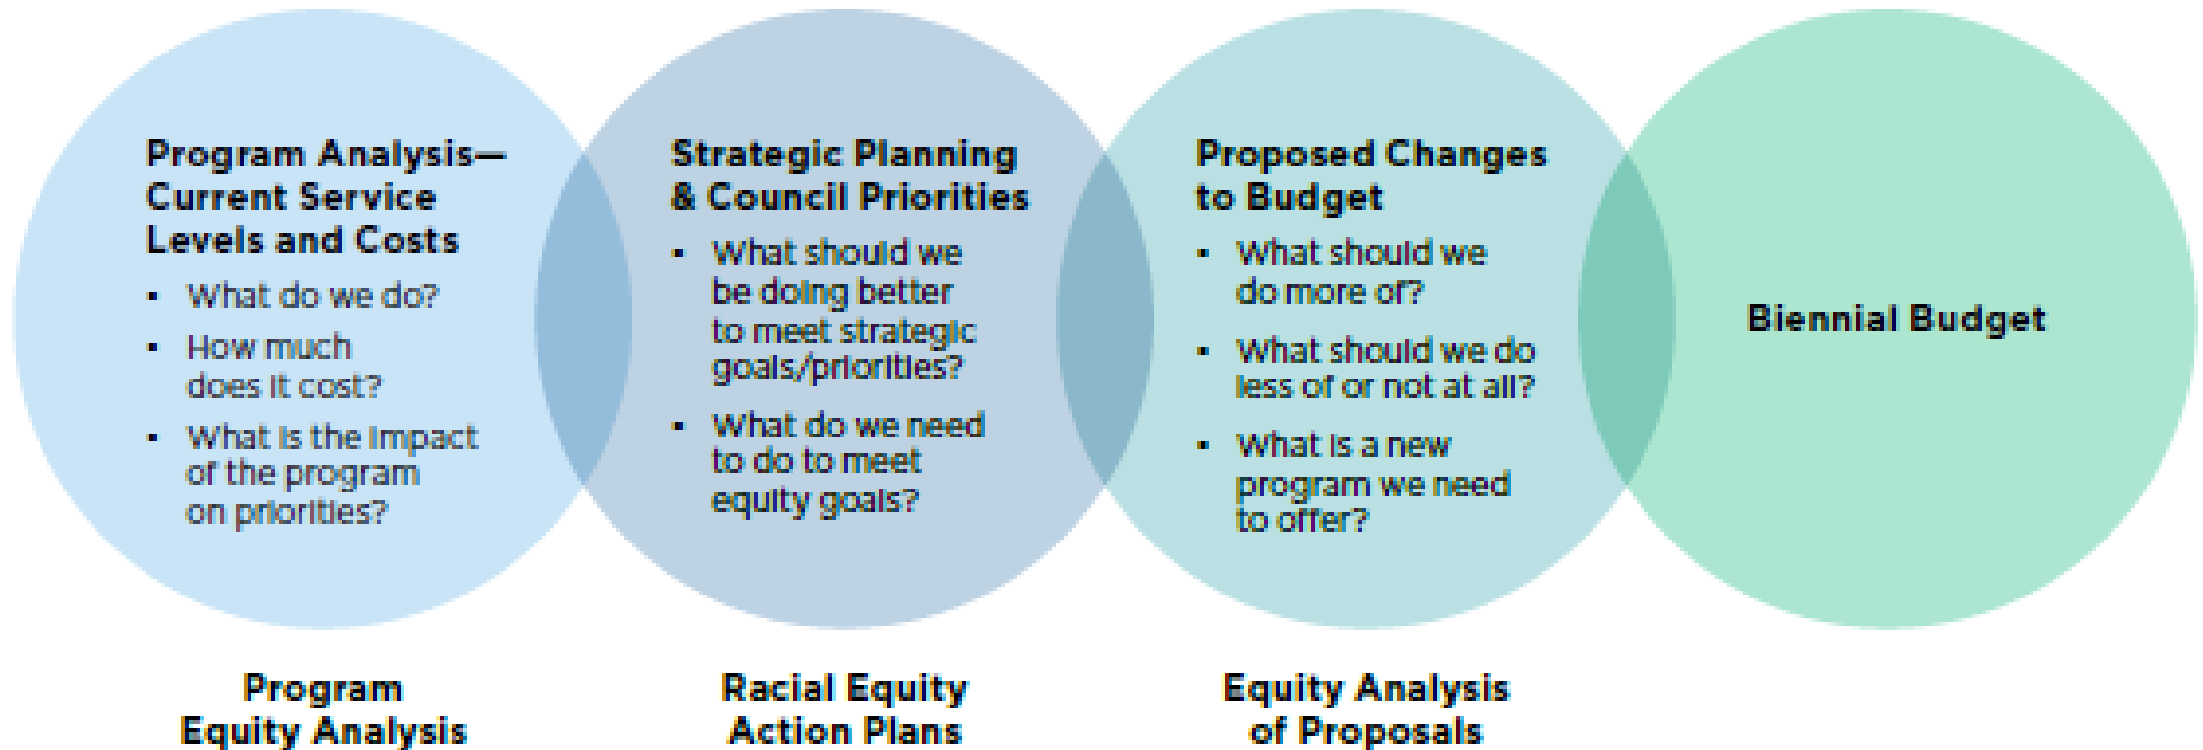 Program Analysis—
Current Service
Levels and Costs
▪ What do we do?
▪ How much
does it cost?
▪ What is the impact
of the program
on priorities?
Strategic Planning
& Council Priorities
▪ What should we
be doing better
to meet strategic
goals/priorities?
▪ What do we need
to do to meet
equity goals?
Proposed Changes
to Budget
▪ What should we
do more of?
▪ What should we do
less of or not at all?
▪ What is a new
program we need
to offer?
Biennial Budget
Program
Equity Analysis
Racial Equity
Action Plans
Equity Analysis
of Proposals